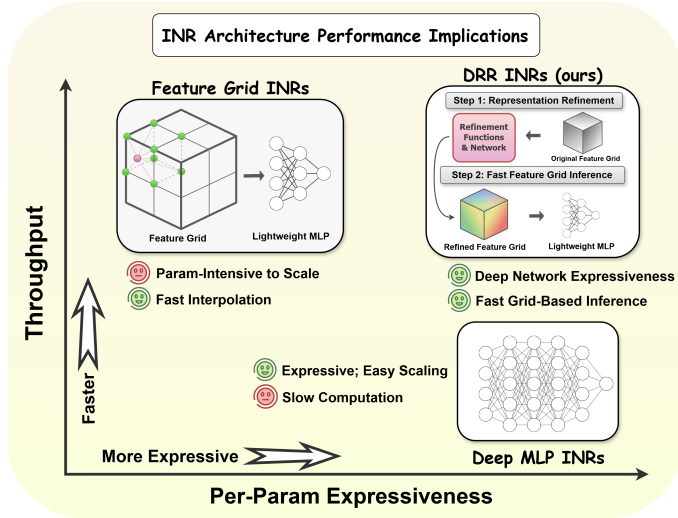 INR Architecture Performance Implications
Feature Grid INRs
Feature Grid
Lightweight MLP
Param-Intensive to Scale
Fast Interpolation
DRR INRs (ours)
Step 1: Representation Refinement
Refinement
Functions
& Network
Original Feature Grid
Step 2: Fast Feature Grid Inference
Refined Feature Grid
Lightweight MLP
Deep Network Expressiveness
Fast Grid-Based Inference
Expressive; Easy Scaling
Slow Computation
Deep MLP INRs
Throughput
Faster
More Expressive
Per-Param Expressiveness